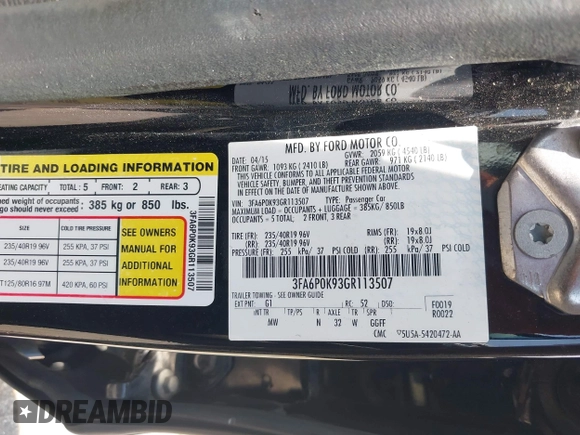 MFD. BY FORD MOTOR CO.
DATE: 04/15
GVWR: 2059 KG ( 4540 LB)
FRONT GAWR: 1093 KG ( 2410 LB)
REAR GAWR: 971 KG ( 2140 LB)
THIS VEHICLE CONFORMS TO ALL APPLICABLE FEDERAL MOTOR
VEHICLE SAFETY, BUMPER, AND THEFT PREVENTION STANDARDS
IN EFFECT ON THE DATE OF MANUFACTURE SHOWN ABOVE.
VIN: 3FA6P0K93GR113507
TYPE: Passenger Car
MAXIMUM LOAD = OCCUPANTS + LUGGAGE = 385KG/ 850LB
OCCUPANTS = 5 TOTAL 2 FRONT, 3 REAR
TIRE (FR): 235/40R19 96V
RIMS (FR): 19x8.0J
TIRE (RR): 235/40R19 96V
RIMS (RR): 19x8.0J
PRESSURE (FR): 255 kPa/ 37 PSI COLD
(RR): 255 kPa/ 37 PSI COLD
3FA6P0K93GR113507
TRAILER TOWING - SEE OWNER GUIDE
EXT PNT: G1
RC: 52
DSO:
F0019
R0022
INT TR
TP/PS
R
AXLE
TR
SPR
MW
N
32
W
GGFF
CMC
5USA-5420472-AA
TIRE AND LOADING INFORMATION
SEATING CAPACITY
TOTAL : 5
FRONT: 2
REAR: 3
ned weight of occupants
rgo should never exceed :
385 kg or 850 lbs.
SIZE
COLD TIRE PRESSURE
235/40R19 96V
255 KPA, 37 PSI
235/40R19 96V
255 KPA, 37 PSI
T125/80R16 97M
420 KPA, 60 PSI
SEE OWNERS
MANUAL FOR
ADDITIONAL
INFORMATION
3FA6P0K93GR113507
DREAMBID